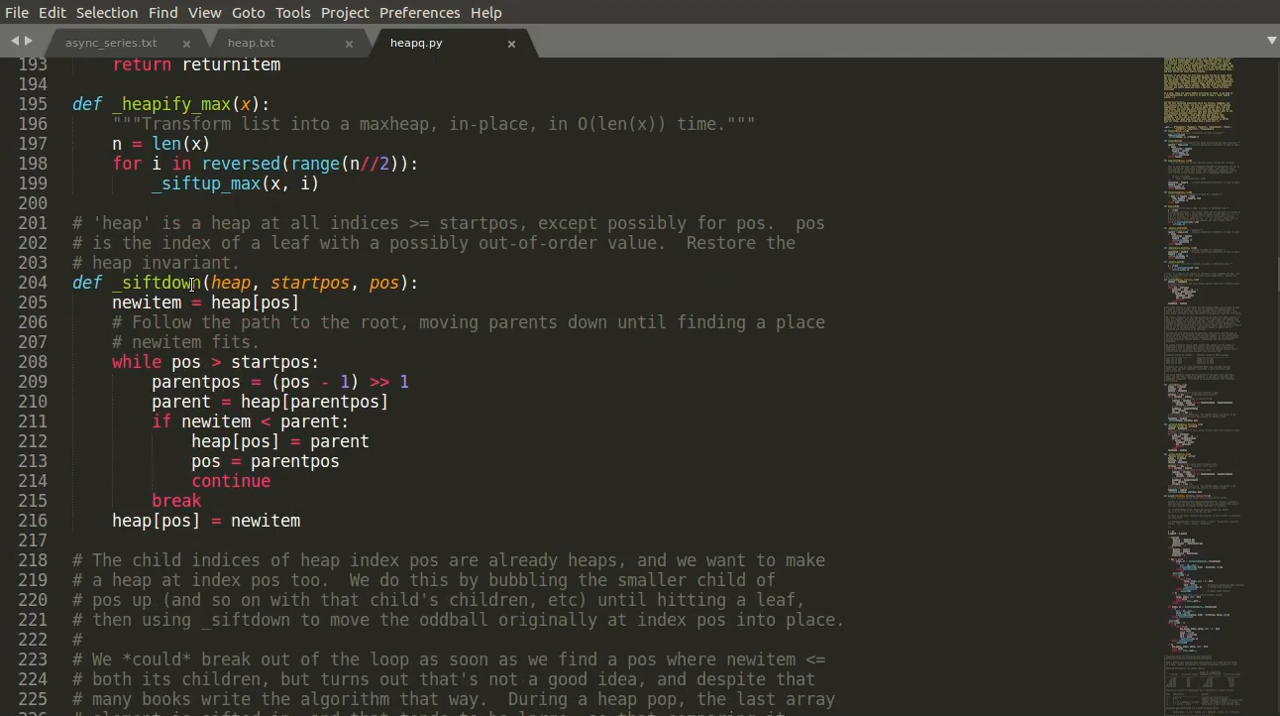 File Edit Selection Find View Goto Tools Project Preferences Help
async_series.txt × heap.txt × heapq.py ×
193     return returnitem
194
195 def _heapify_max(x):
196     """Transform list into a maxheap, in-place, in O(len(x)) time."""
197     n = len(x)
198     for i in reversed(range(n//2)):
199         _siftup_max(x, i)
200
201 # 'heap' is a heap at all indices >= startpos, except possibly for pos.  pos
202 # is the index of a leaf with a possibly out-of-order value.  Restore the
203 # heap invariant.
204 def _siftdown(heap, startpos, pos):
205     newitem = heap[pos]
206     # Follow the path to the root, moving parents down until finding a place
207     # newitem fits.
208     while pos > startpos:
209         parentpos = (pos - 1) >> 1
210         parent = heap[parentpos]
211         if newitem < parent:
212             heap[pos] = parent
213             pos = parentpos
214             continue
215         break
216     heap[pos] = newitem
217
218 # The child indices of heap index pos are already heaps, and we want to make
219 # a heap at index pos too.  We do this by bubbling the smaller child of
220 # pos up (and so on with that child's children, etc) until hitting a leaf,
221 # then using _siftdown to move the oddball originally at index pos into place.
222 #
223 # We *could* break out of the loop as soon as we find a pos where newitem <=
224 # both its children, but turns out that's not a good idea, and despite that
225 # many books write the algorithm that way.  During a heap pop, the last array